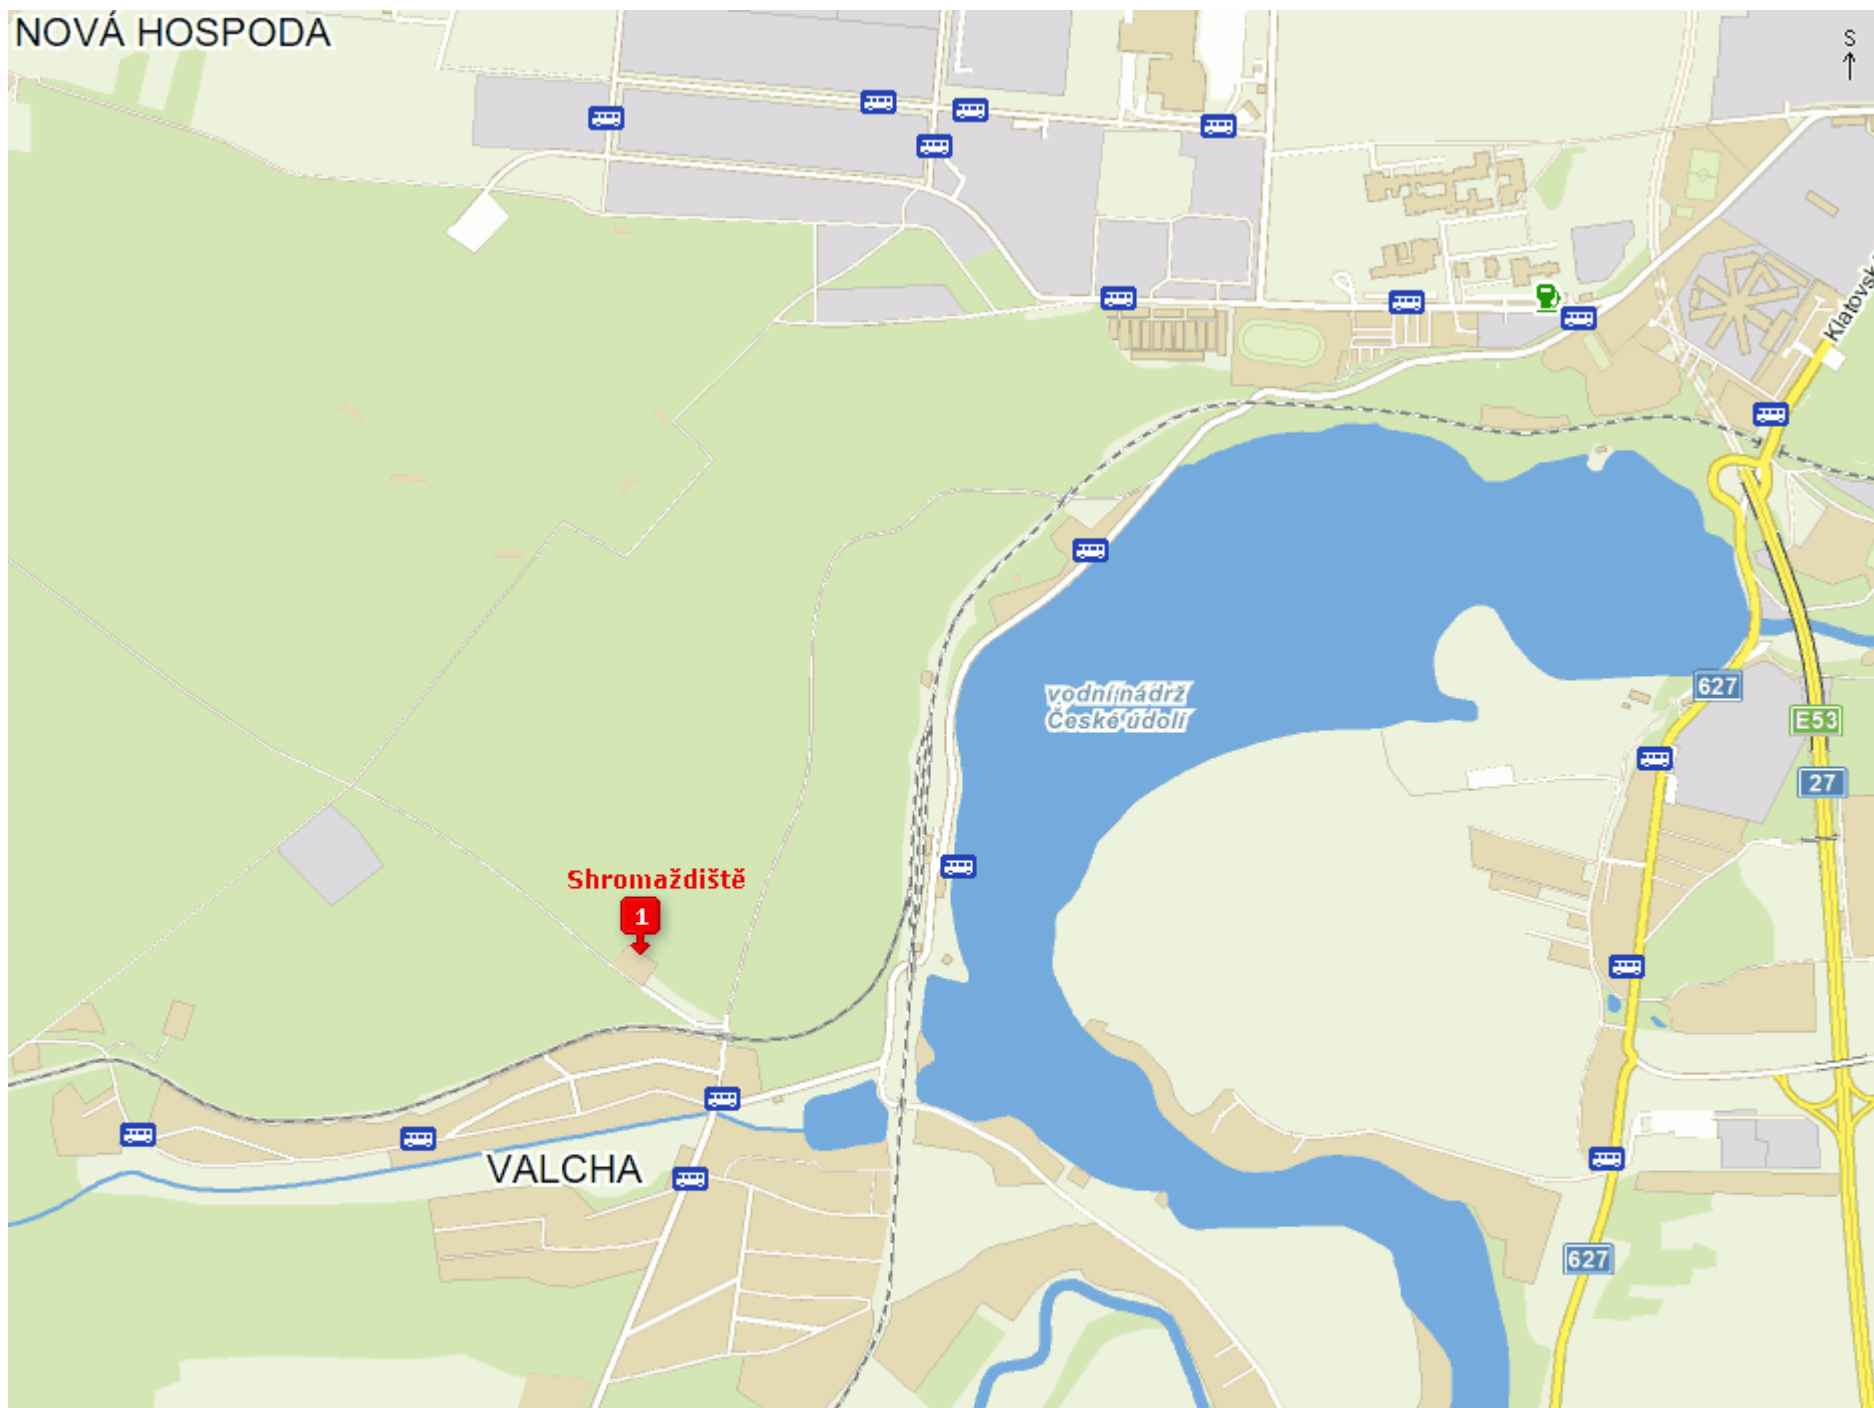 NOVÁ HOSPODA
S
Klatovsk
627
vodní nádrž
České údolí
E53
27
Shromaždiště
1
VALCHA
627